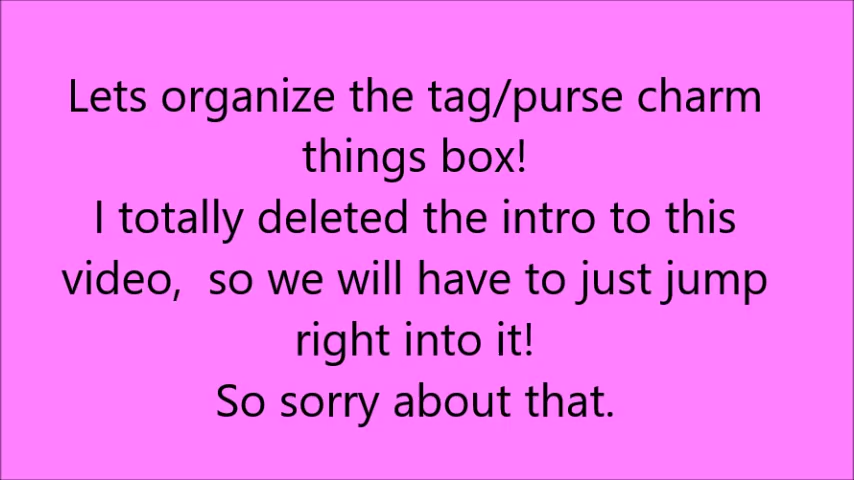 Lets organize the tag/purse charm
things box!
I totally deleted the intro to this
video,  so we will have to just jump
right into it!
So sorry about that.